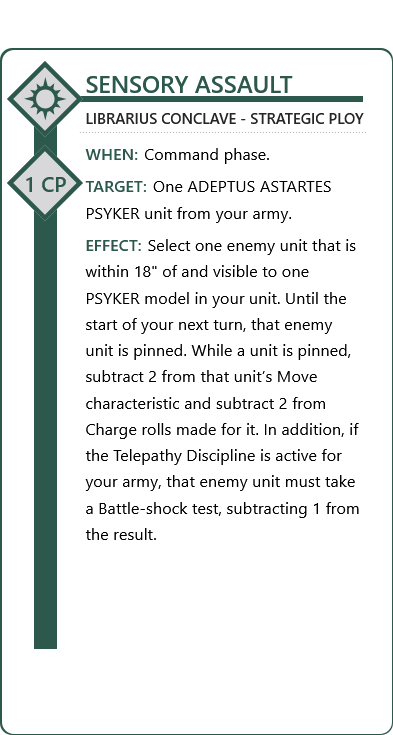 SENSORY ASSAULT
LIBRARIUS CONCLAVE - STRATEGIC PLOY
1 CP
WHEN: Command phase.
TARGET: One ADEPTUS ASTARTES
PSYKER unit from your army.
EFFECT: Select one enemy unit that is
within 18" of and visible to one
PSYKER model in your unit. Until the
start of your next turn, that enemy
unit is pinned. While a unit is pinned,
subtract 2 from that unit’s Move
characteristic and subtract 2 from
Charge rolls made for it. In addition, if
the Telepathy Discipline is active for
your army, that enemy unit must take
a Battle-shock test, subtracting 1 from
the result.